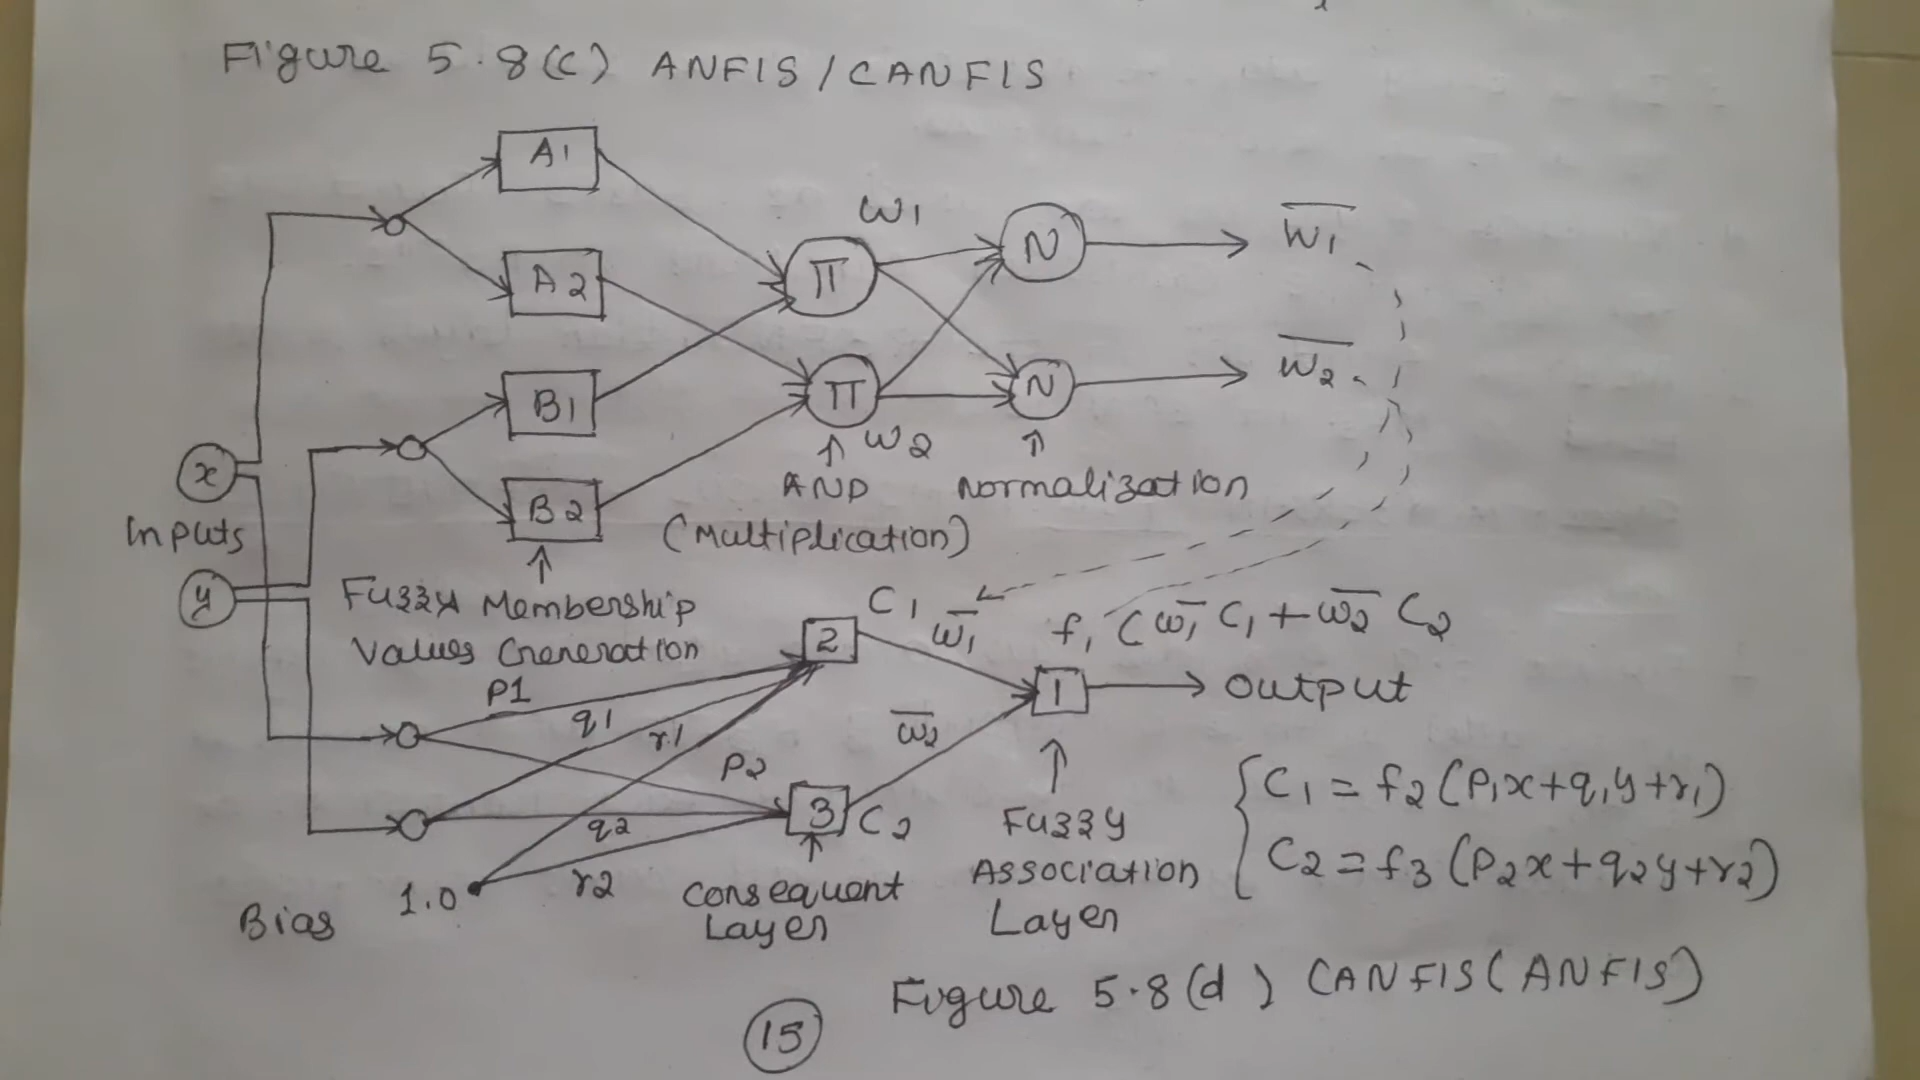 Figure 5.8(c) ANFIS / CANFIS
A1
A2
B1
B2
x
Inputs
y
Π
w1
Π
w2
N
N
w̅1
w̅2
↑
AND
(Multiplication)
↑
Normalization
↑
Fuzzy Membership
Values Generation
P1
q1
r1
P2
q2
r2
Bias
1.0
2
C1
w̅1
3
C2
w̅2
1
f1 (w̅1 C1 + w̅2 C2
→ output
↑
Consequent
Layer
↑
Fuzzy
Association
Layer
{ C1 = f2 (P1x+q1y+r1)
C2 = f3 (P2x+q2y+r2)
Figure 5.8(d) CANFIS(ANFIS)
15